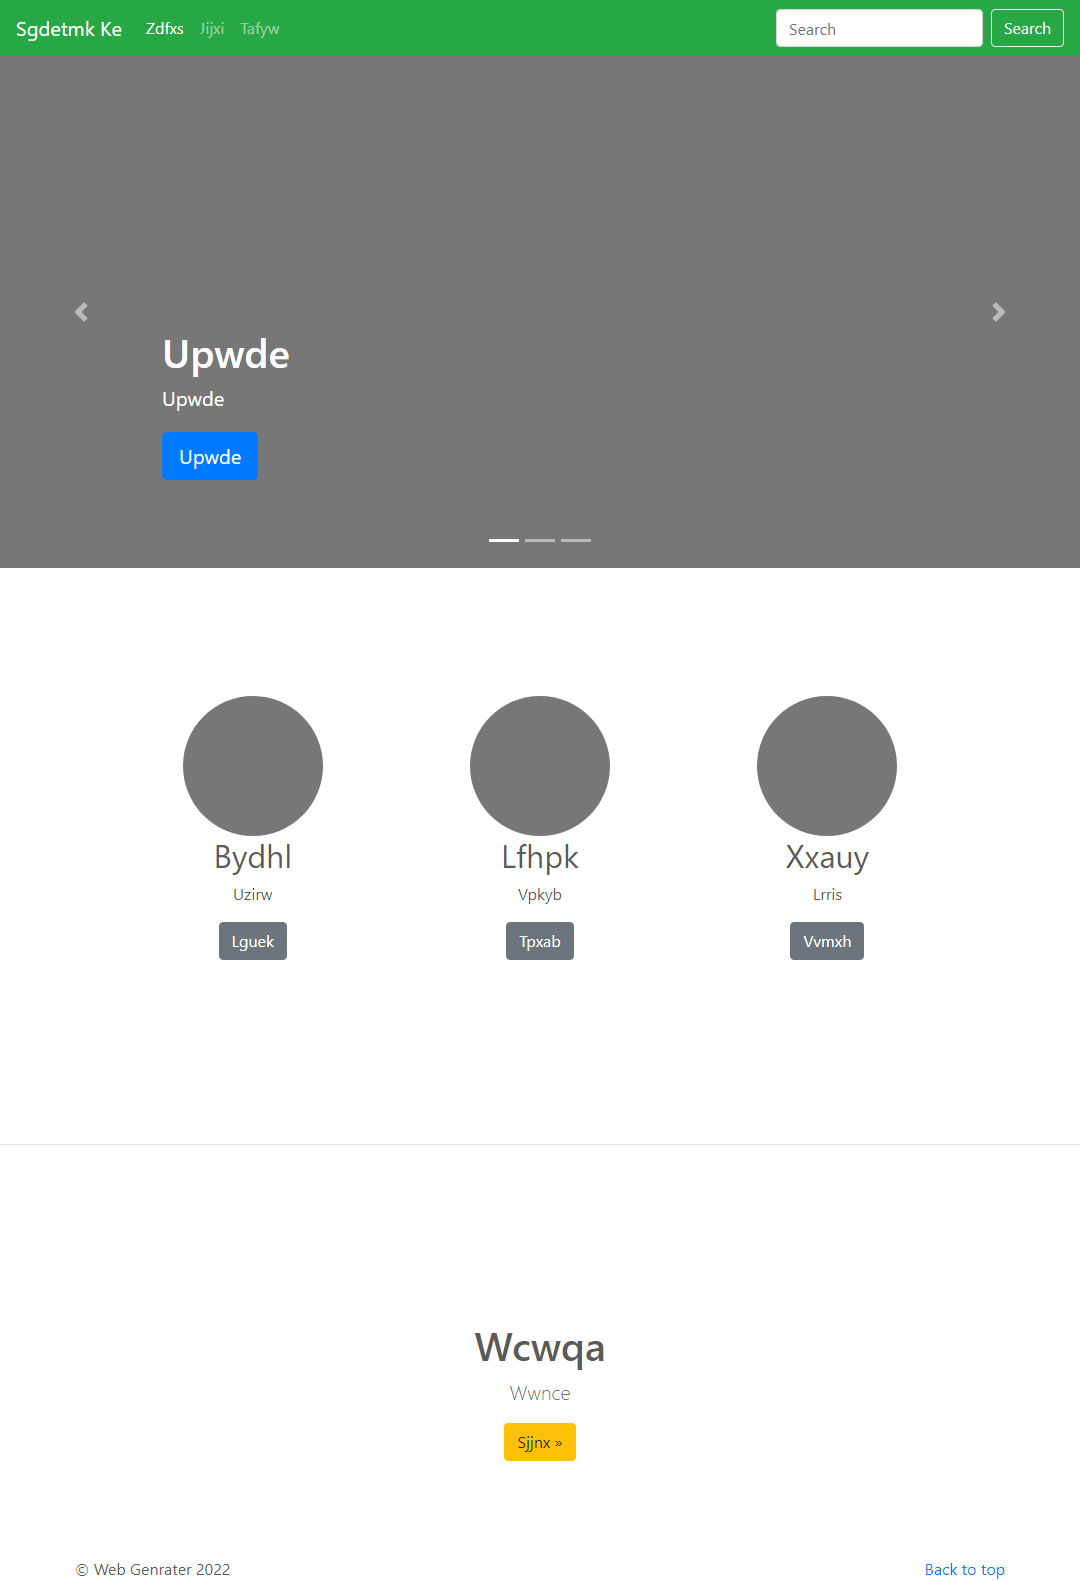 Sgdetmk Ke Zdfxs Jijxi Tafyw Search Search
Upwde
Upwde
Upwde
Bydhl Lfhpk Xxauy
Uzirw Vpkyb Lrris
Lguek Tpxab Vvmxh
Wcwqa
Wwnce
Sjjnx »
© Web Genrater 2022 Back to top